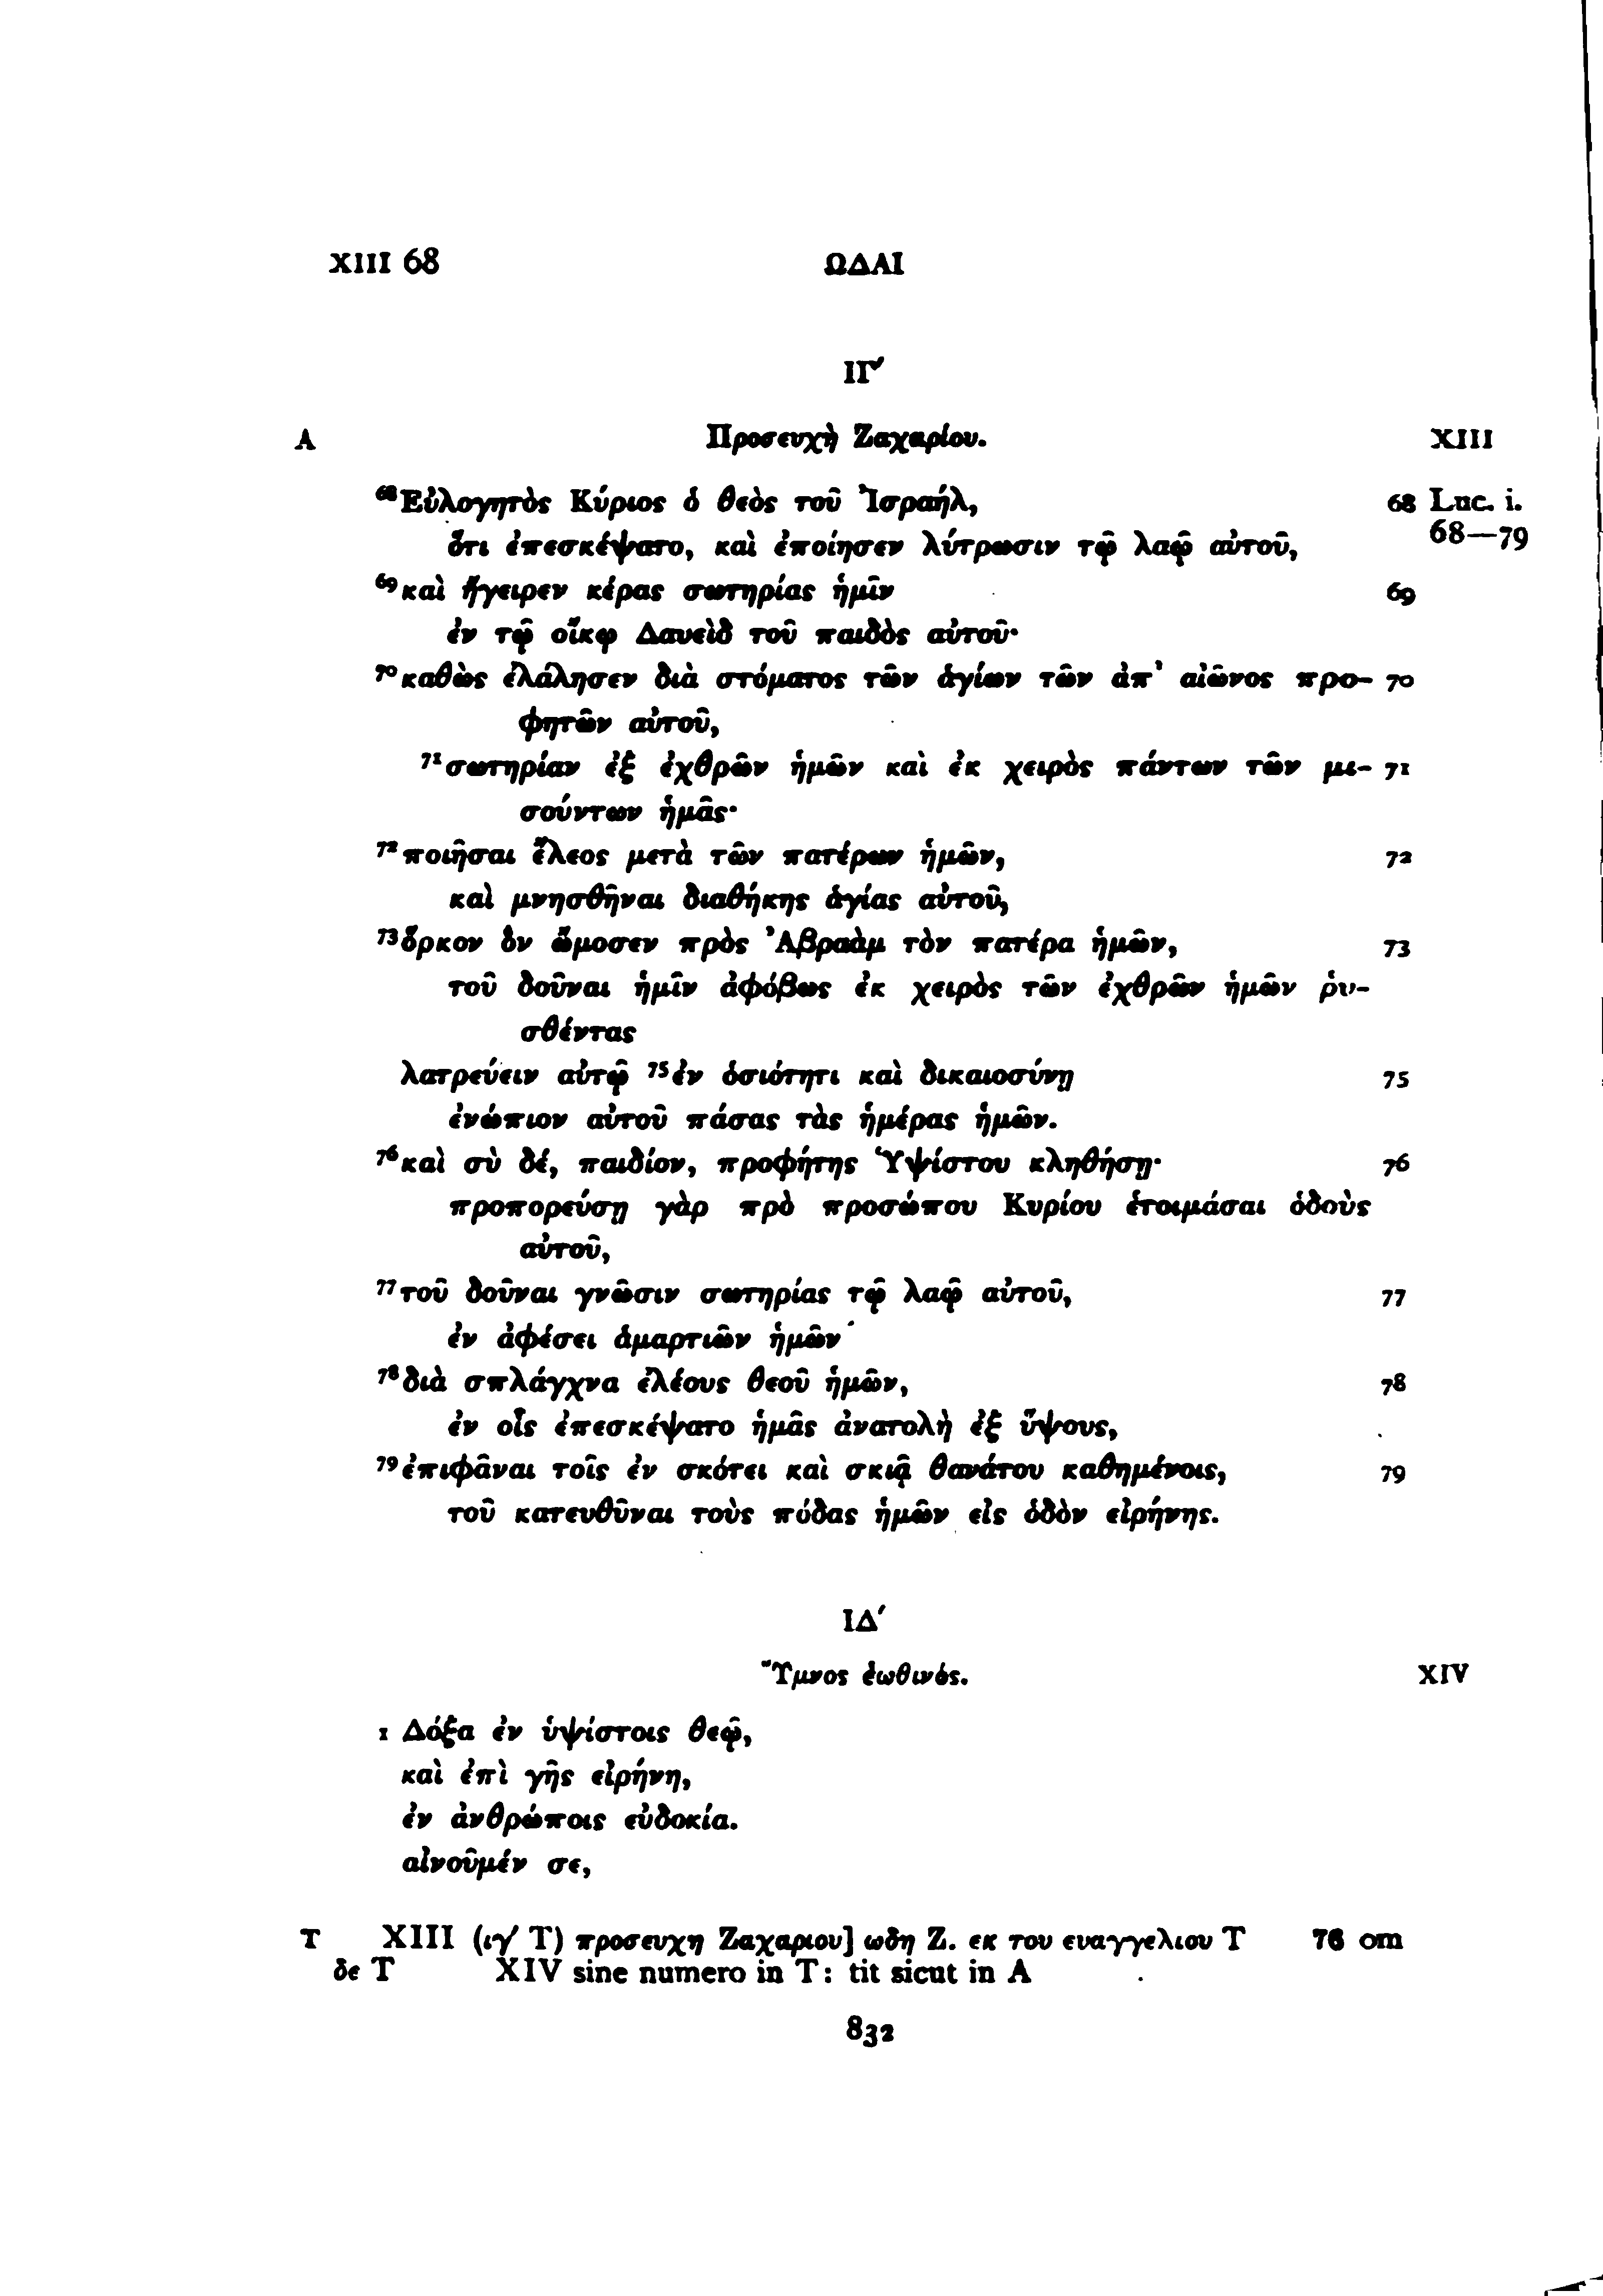 XIII 68 ΩΔΑΙ
ΙΓ´
A Προσευχὴ Ζαχαρίου. XIII
⁶⁸Εὐλογητὸς Κύριος ὁ θεὸς τοῦ Ἰσραήλ, 68 Luc. i.
ὅτι ἐπεσκέψατο, καὶ ἐποίησεν λύτρωσιν τῷ λαῷ αὐτοῦ, 68—79
⁶⁹καὶ ἤγειρεν κέρας σωτηρίας ἡμῖν 69
ἐν τῷ οἴκῳ Δαυεὶδ τοῦ παιδὸς αὐτοῦ·
⁷⁰καθὼς ἐλάλησεν διὰ στόματος τῶν ἁγίων τῶν ἀπ᾽ αἰῶνος προ- 70
φητῶν αὐτοῦ,
⁷¹σωτηρίαν ἐξ ἐχθρῶν ἡμῶν καὶ ἐκ χειρὸς πάντων τῶν μι- 71
σούντων ἡμᾶς·
⁷²ποιῆσαι ἔλεος μετὰ τῶν πατέρων ἡμῶν, 72
καὶ μνησθῆναι διαθήκης ἁγίας αὐτοῦ,
⁷³ὅρκον ὃν ὤμοσεν πρὸς Ἀβραὰμ τὸν πατέρα ἡμῶν, 73
τοῦ δοῦναι ἡμῖν ἀφόβως ἐκ χειρὸς τῶν ἐχθρῶν ἡμῶν ῥυ-
σθέντας
λατρεύειν αὐτῷ ⁷⁵ἐν ὁσιότητι καὶ δικαιοσύνῃ 75
ἐνώπιον αὐτοῦ πάσας τὰς ἡμέρας ἡμῶν.
⁷⁶καὶ σὺ δέ, παιδίον, προφήτης Ὑψίστου κληθήσῃ· 76
προπορεύσῃ γὰρ πρὸ προσώπου Κυρίου ἑτοιμάσαι ὁδοὺς
αὐτοῦ,
⁷⁷τοῦ δοῦναι γνῶσιν σωτηρίας τῷ λαῷ αὐτοῦ, 77
ἐν ἀφέσει ἁμαρτιῶν ἡμῶν
⁷⁸διὰ σπλάγχνα ἐλέους θεοῦ ἡμῶν, 78
ἐν οἷς ἐπεσκέψατο ἡμᾶς ἀνατολὴ ἐξ ὕψους,
⁷⁹ἐπιφᾶναι τοῖς ἐν σκότει καὶ σκιᾷ θανάτου καθημένοις, 79
τοῦ κατευθῦναι τοὺς πόδας ἡμῶν εἰς ὁδὸν εἰρήνης.
ΙΔ´
Ὕμνος ἑωθινός. XIV
1 Δόξα ἐν ὑψίστοις θεῷ,
καὶ ἐπὶ γῆς εἰρήνη,
ἐν ἀνθρώποις εὐδοκία.
αἰνοῦμέν σε,
T XIII (ιγ´ T) προσευχη Ζαχαριου] ωδη Ζ. εκ του ευαγγελιου T 76 om
δε T XIV sine numero in T: tit sicut in A
832